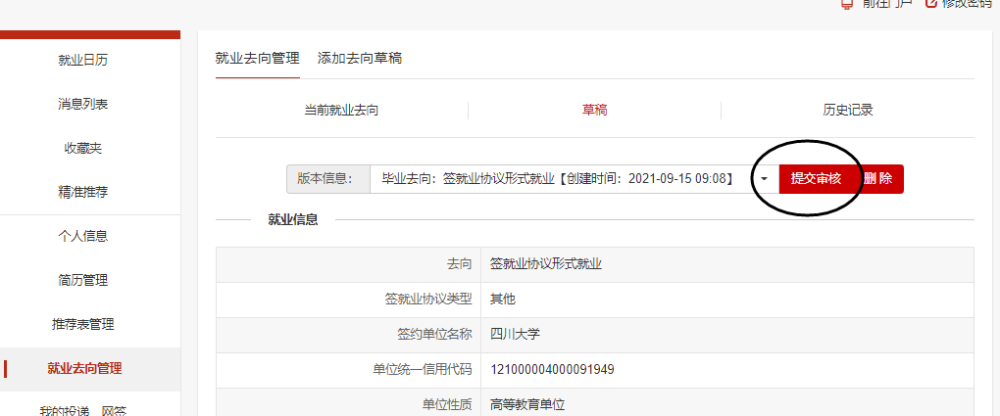 前往门户 修改密码
就业日历
消息列表
收藏夹
精准推荐
个人信息
简历管理
推荐表管理
就业去向管理
我的投递、网签
就业去向管理 添加去向草稿
当前就业去向 草稿 历史记录
版本信息： 毕业去向：签就业协议形式就业【创建时间：2021-09-15 09:08】 提交审核 删 除
就业信息
去向 签就业协议形式就业
签就业协议类型 其他
签约单位名称 四川大学
单位统一信用代码 121000004000091949
单位性质 高等教育单位